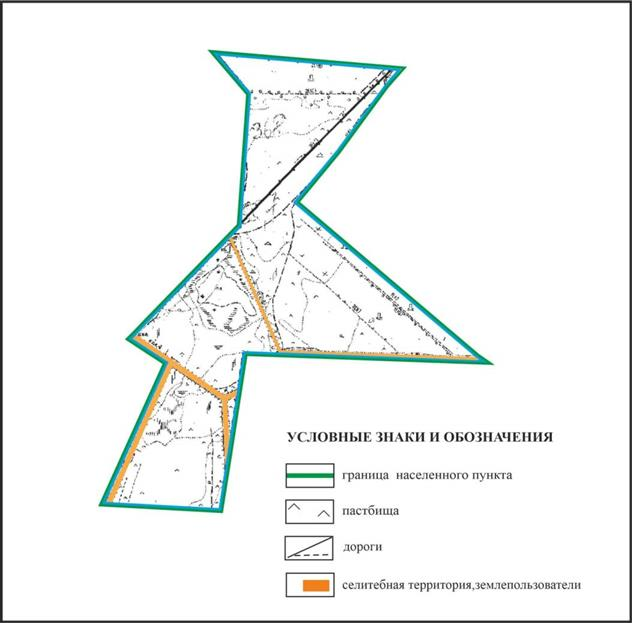 УСЛОВНЫЕ ЗНАКИ И ОБОЗНАЧЕНИЯ
граница населенного пункта
пастбища
дороги
селитебная территория,землепользователи